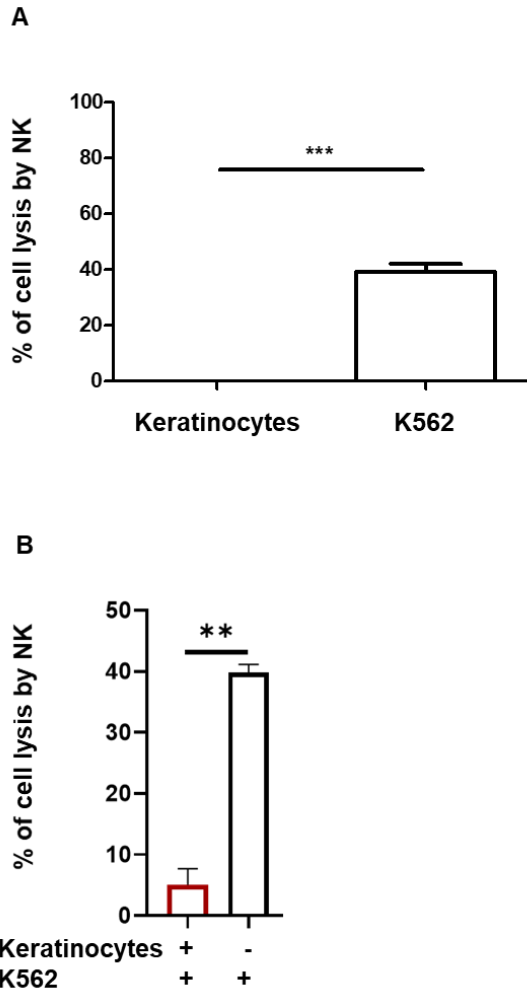 A
% of cell lysis by NK
100
80
***
60
40
20
0
Keratinocytes K562
B
% of cell lysis by NK
50
**
40
30
20
10
0
Keratinocytes + -
K562 + +